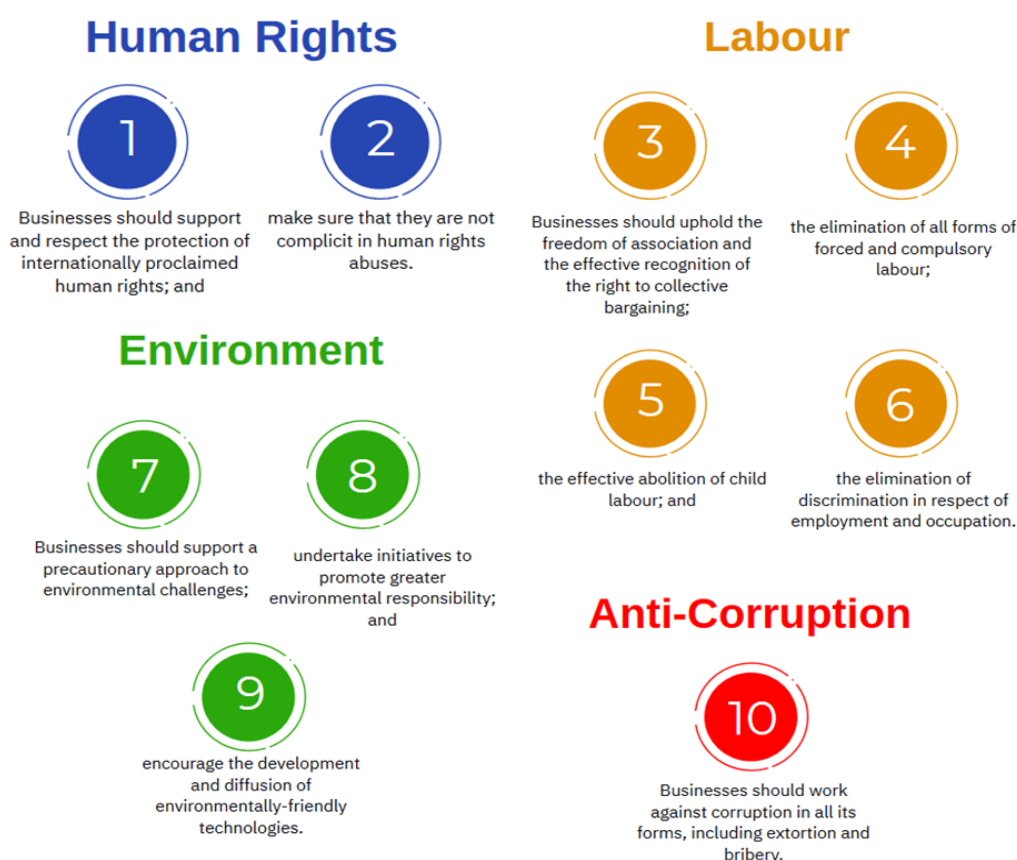 Human Rights
1
Businesses should support
and respect the protection of
internationally proclaimed
human rights; and
2
make sure that they are not
complicit in human rights
abuses.
Labour
3
Businesses should uphold the
freedom of association and
the effective recognition of
the right to collective
bargaining;
4
the elimination of all forms of
forced and compulsory
labour;
5
the effective abolition of child
labour; and
6
the elimination of
discrimination in respect of
employment and occupation.
Environment
7
Businesses should support a
precautionary approach to
environmental challenges;
8
undertake initiatives to
promote greater
environmental responsibility;
and
9
encourage the development
and diffusion of
environmentally-friendly
technologies.
Anti-Corruption
10
Businesses should work
against corruption in all its
forms, including extortion and
bribery.